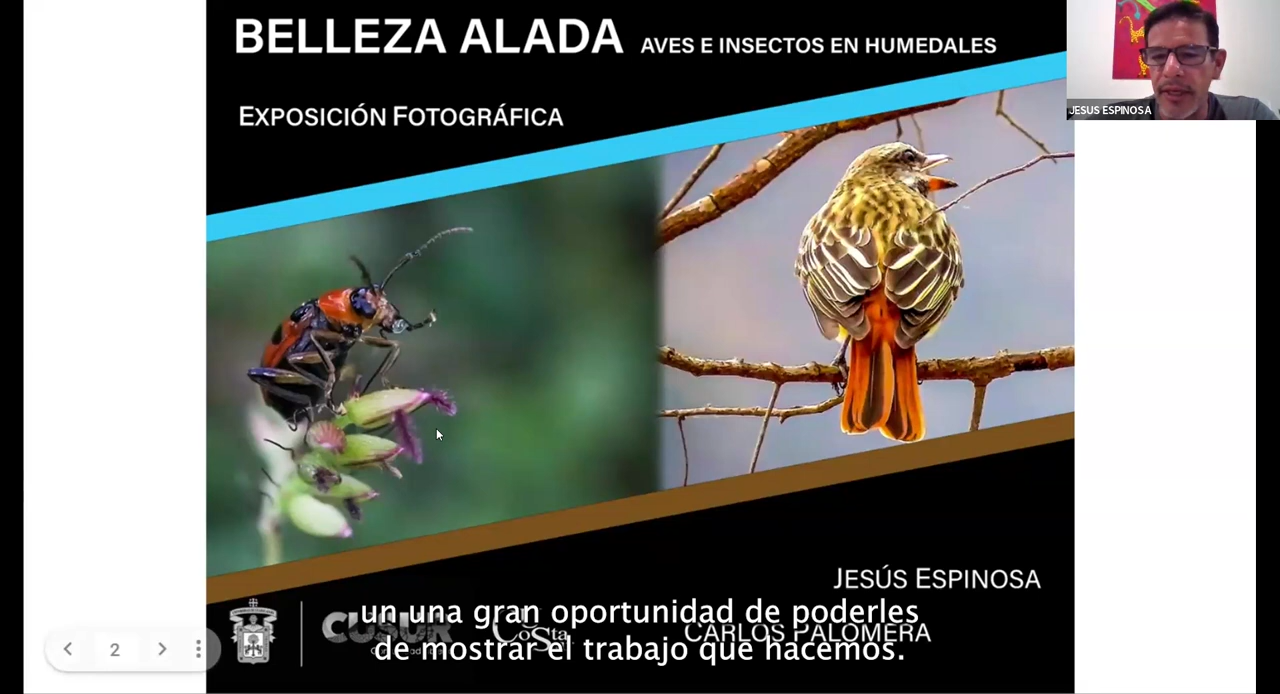 BELLEZA ALADA AVES E INSECTOS EN HUMEDALES
EXPOSICIÓN FOTOGRÁFICA
JESUS ESPINOSA
JESÚS ESPINOSA
CARLOS PALOMERA
CUSUR
un una gran oportunidad de poderles
de mostrar el trabajo que hacemos.
2